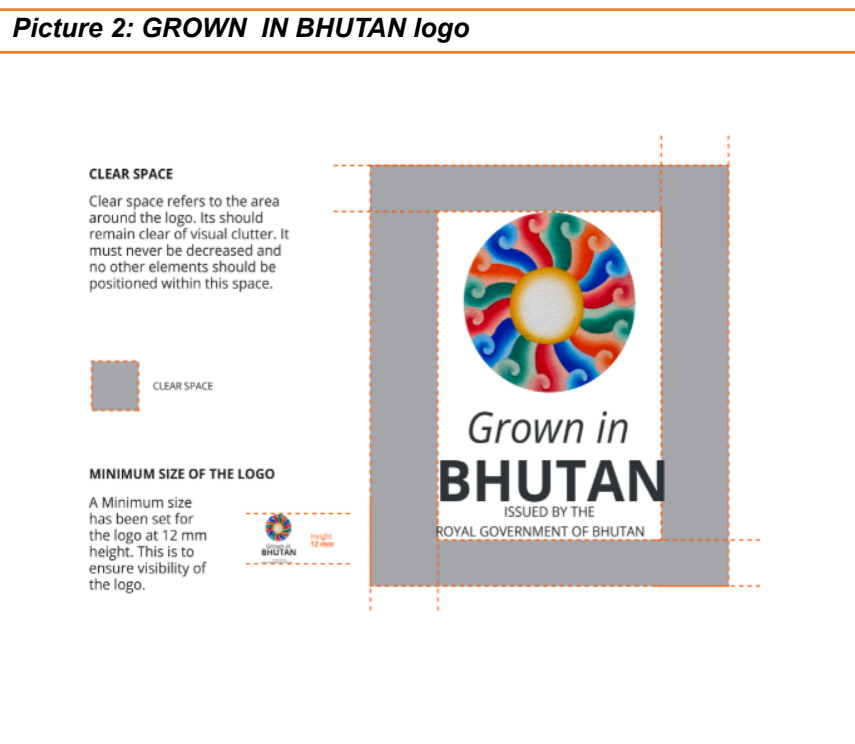 Picture 2: GROWN IN BHUTAN logo
CLEAR SPACE
Clear space refers to the area
around the logo. Its should
remain clear of visual clutter. It
must never be decreased and
no other elements should be
positioned within this space.
CLEAR SPACE
MINIMUM SIZE OF THE LOGO
A Minimum size
has been set for
the logo at 12 mm
height. This is to
ensure visibility of
the logo.
Grown in
BHUTAN
Height
12 mm
Grown in
BHUTAN
ISSUED BY THE
ROYAL GOVERNMENT OF BHUTAN